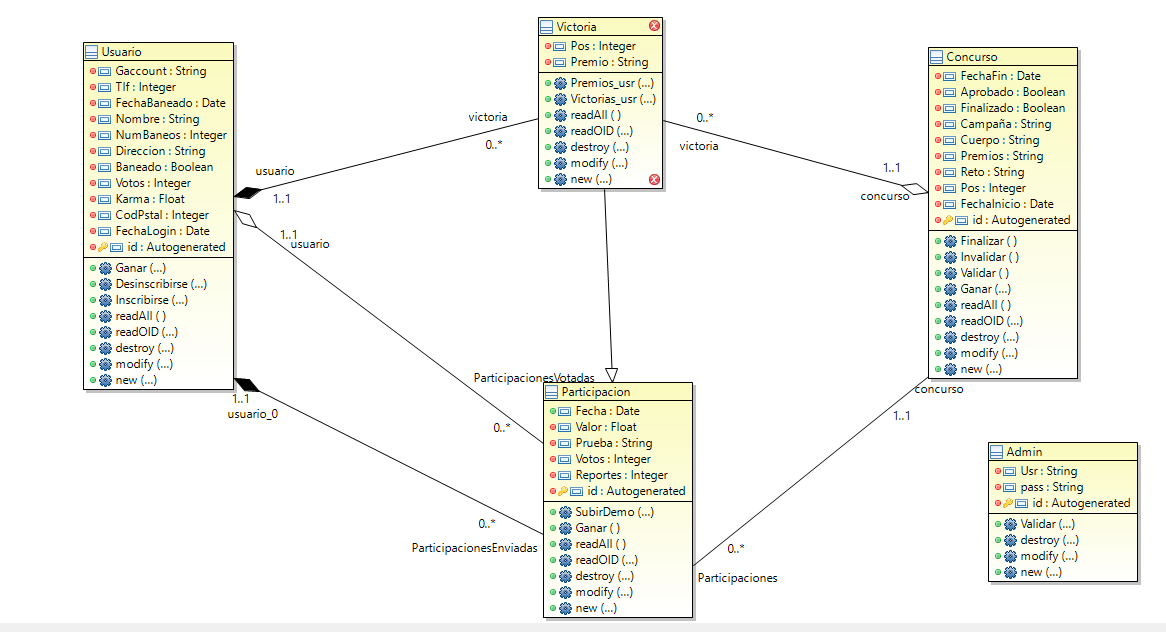 Usuario
Gaccount : String
Tlf : Integer
FechaBaneado : Date
Nombre : String
NumBaneos : Integer
Direccion : String
Baneado : Boolean
Votos : Integer
Karma : Float
CodPstal : Integer
FechaLogin : Date
id : Autogenerated
Ganar (...)
Desinscribirse (...)
Inscribirse (...)
readAll ( )
readOID (...)
destroy (...)
modify (...)
new (...)
victoria
0..*
usuario
1..1
1..1
usuario
1..1
usuario_0
Victoria
Pos : Integer
Premio : String
Premios_usr (...)
Victorias_usr (...)
readAll ( )
readOID (...)
destroy (...)
modify (...)
new (...)
0..*
victoria
1..1
concurso
Concurso
FechaFin : Date
Aprobado : Boolean
Finalizado : Boolean
Campaña : String
Cuerpo : String
Premios : String
Reto : String
Pos : Integer
FechaInicio : Date
id : Autogenerated
Finalizar ( )
Invalidar ( )
Validar ( )
Ganar (...)
readAll ( )
readOID (...)
destroy (...)
modify (...)
new (...)
concurso
1..1
ParticipacionesVotadas
0..*
0..*
ParticipacionesEnviadas
Participacion
Fecha : Date
Valor : Float
Prueba : String
Votos : Integer
Reportes : Integer
id : Autogenerated
SubirDemo (...)
Ganar ( )
readAll ( )
readOID (...)
destroy (...)
modify (...)
new (...)
0..*
Participaciones
Admin
Usr : String
pass : String
id : Autogenerated
Validar (...)
destroy (...)
modify (...)
new (...)